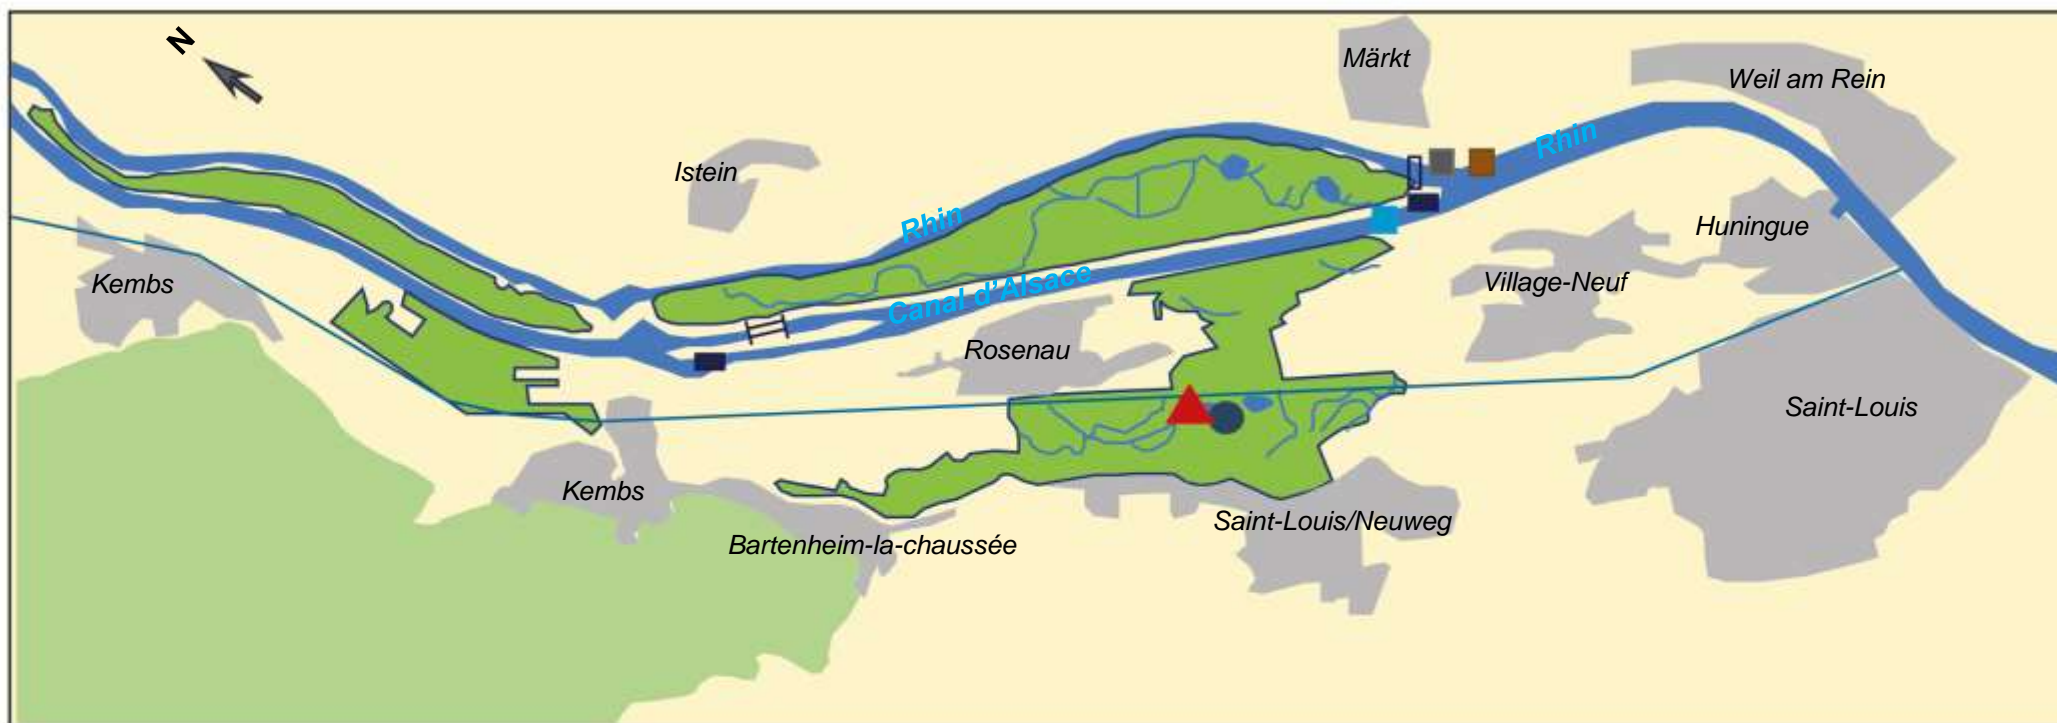 N
Märkt
Weil am Rein
Rhin
Istein
Rhin
Huningue
Kembs
Village-Neuf
Canal d'Alsace
Rosenau
Saint-Louis
Kembs
Saint-Louis/Neuweg
Bartenheim-la-chaussée